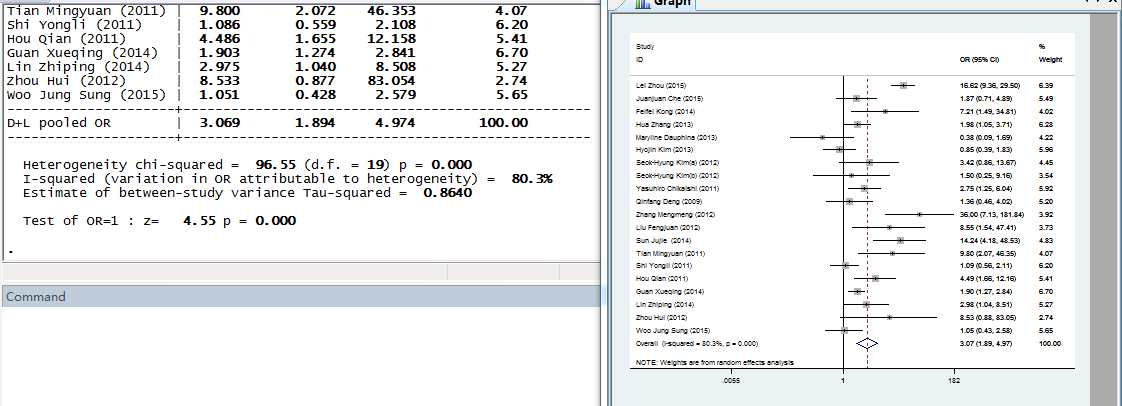 Tian Mingyuan (2011) | 9.800 2.072 46.353 4.07
Shi Yongli (2011) | 1.086 0.559 2.108 6.20
Hou Qian (2011) | 4.486 1.655 12.158 5.41
Guan Xueqing (2014) | 1.903 1.274 2.841 6.70
Lin Zhiping (2014) | 2.975 1.040 8.508 5.27
Zhou Hui (2012) | 8.533 0.877 83.054 2.74
Woo Jung Sung (2015) | 1.051 0.428 2.579 5.65
D+L pooled OR | 3.069 1.894 4.974 100.00
Heterogeneity chi-squared = 96.55 (d.f. = 19) p = 0.000
I-squared (variation in OR attributable to heterogeneity) = 80.3%
Estimate of between-study variance Tau-squared = 0.8640
Test of OR=1 : z= 4.55 p = 0.000
.
Command
Graph
Study %
ID OR (95% CI) Weight
Lei Zhou (2015) 16.62 (9.36, 29.50) 6.39
Juanjuan Che (2015) 1.87 (0.71, 4.89) 5.49
Feifei Kong (2014) 7.21 (1.49, 34.81) 4.02
Hua Zhang (2013) 1.98 (1.05, 3.71) 6.28
Maryline Dauphina (2013) 0.38 (0.09, 1.69) 4.22
Hyojin Kim (2013) 0.85 (0.39, 1.83) 5.96
Seok-Hyung Kim(a) (2012) 3.42 (0.86, 13.67) 4.45
Seok-Hyung Kim(b) (2012) 1.50 (0.25, 9.16) 3.54
Yasuhiro Chikaishi (2011) 2.75 (1.25, 6.04) 5.92
Qinfang Deng (2009) 1.36 (0.46, 4.02) 5.20
Zhang Mengmeng (2012) 36.00 (7.13, 181.84) 3.92
Liu Fengjuan (2012) 8.55 (1.54, 47.41) 3.73
Sun Jujie (2014) 14.24 (4.18, 48.53) 4.83
Tian Mingyuan (2011) 9.80 (2.07, 46.35) 4.07
Shi Yongli (2011) 1.09 (0.56, 2.11) 6.20
Hou Qian (2011) 4.49 (1.66, 12.16) 5.41
Guan Xueqing (2014) 1.90 (1.27, 2.84) 6.70
Lin Zhiping (2014) 2.98 (1.04, 8.51) 5.27
Zhou Hui (2012) 8.53 (0.88, 83.05) 2.74
Woo Jung Sung (2015) 1.05 (0.43, 2.58) 5.65
Overall (I-squared = 80.3%, p = 0.000) 3.07 (1.89, 4.97) 100.00
NOTE: Weights are from random effects analysis
.0055 1 182